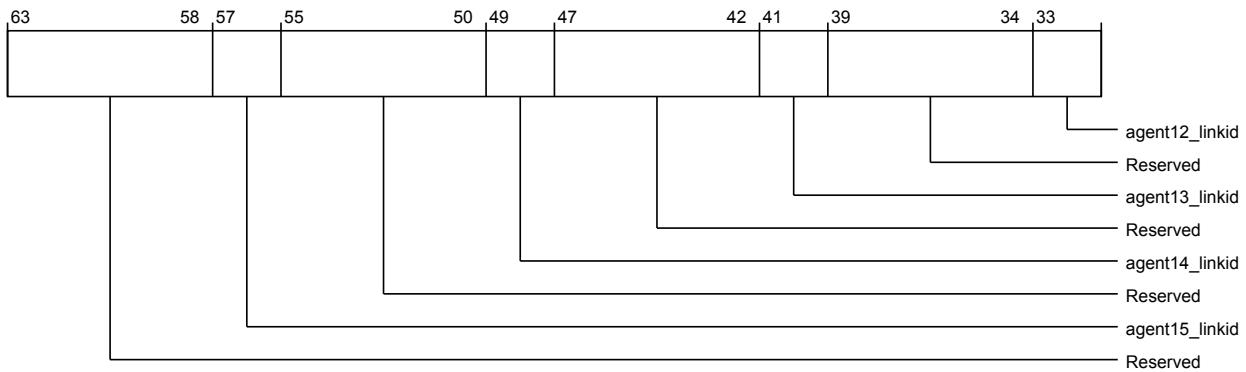 63 58 57 55 50 49 47 42 41 39 34 33
agent12_linkid
Reserved
agent13_linkid
Reserved
agent14_linkid
Reserved
agent15_linkid
Reserved